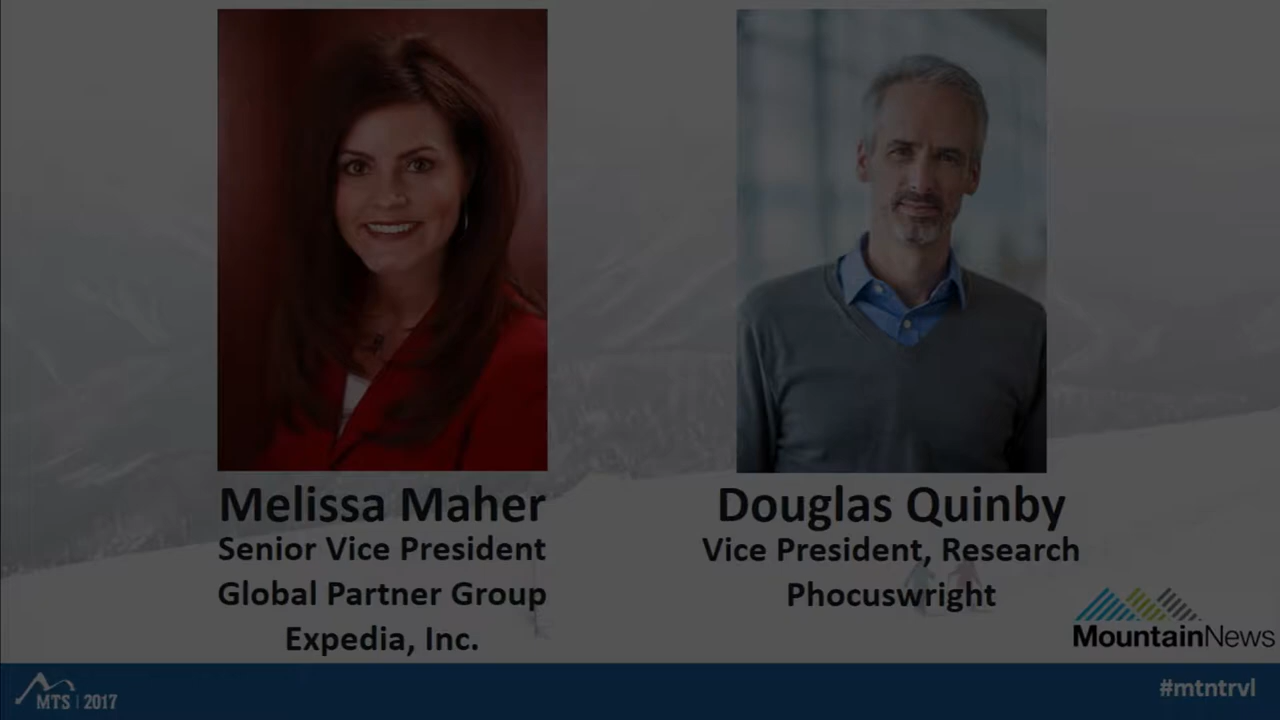 Melissa Maher
Senior Vice President
Global Partner Group
Expedia, Inc.
Douglas Quinby
Vice President, Research
Phocuswright
MountainNews
MTS | 2017
#mtntrvl